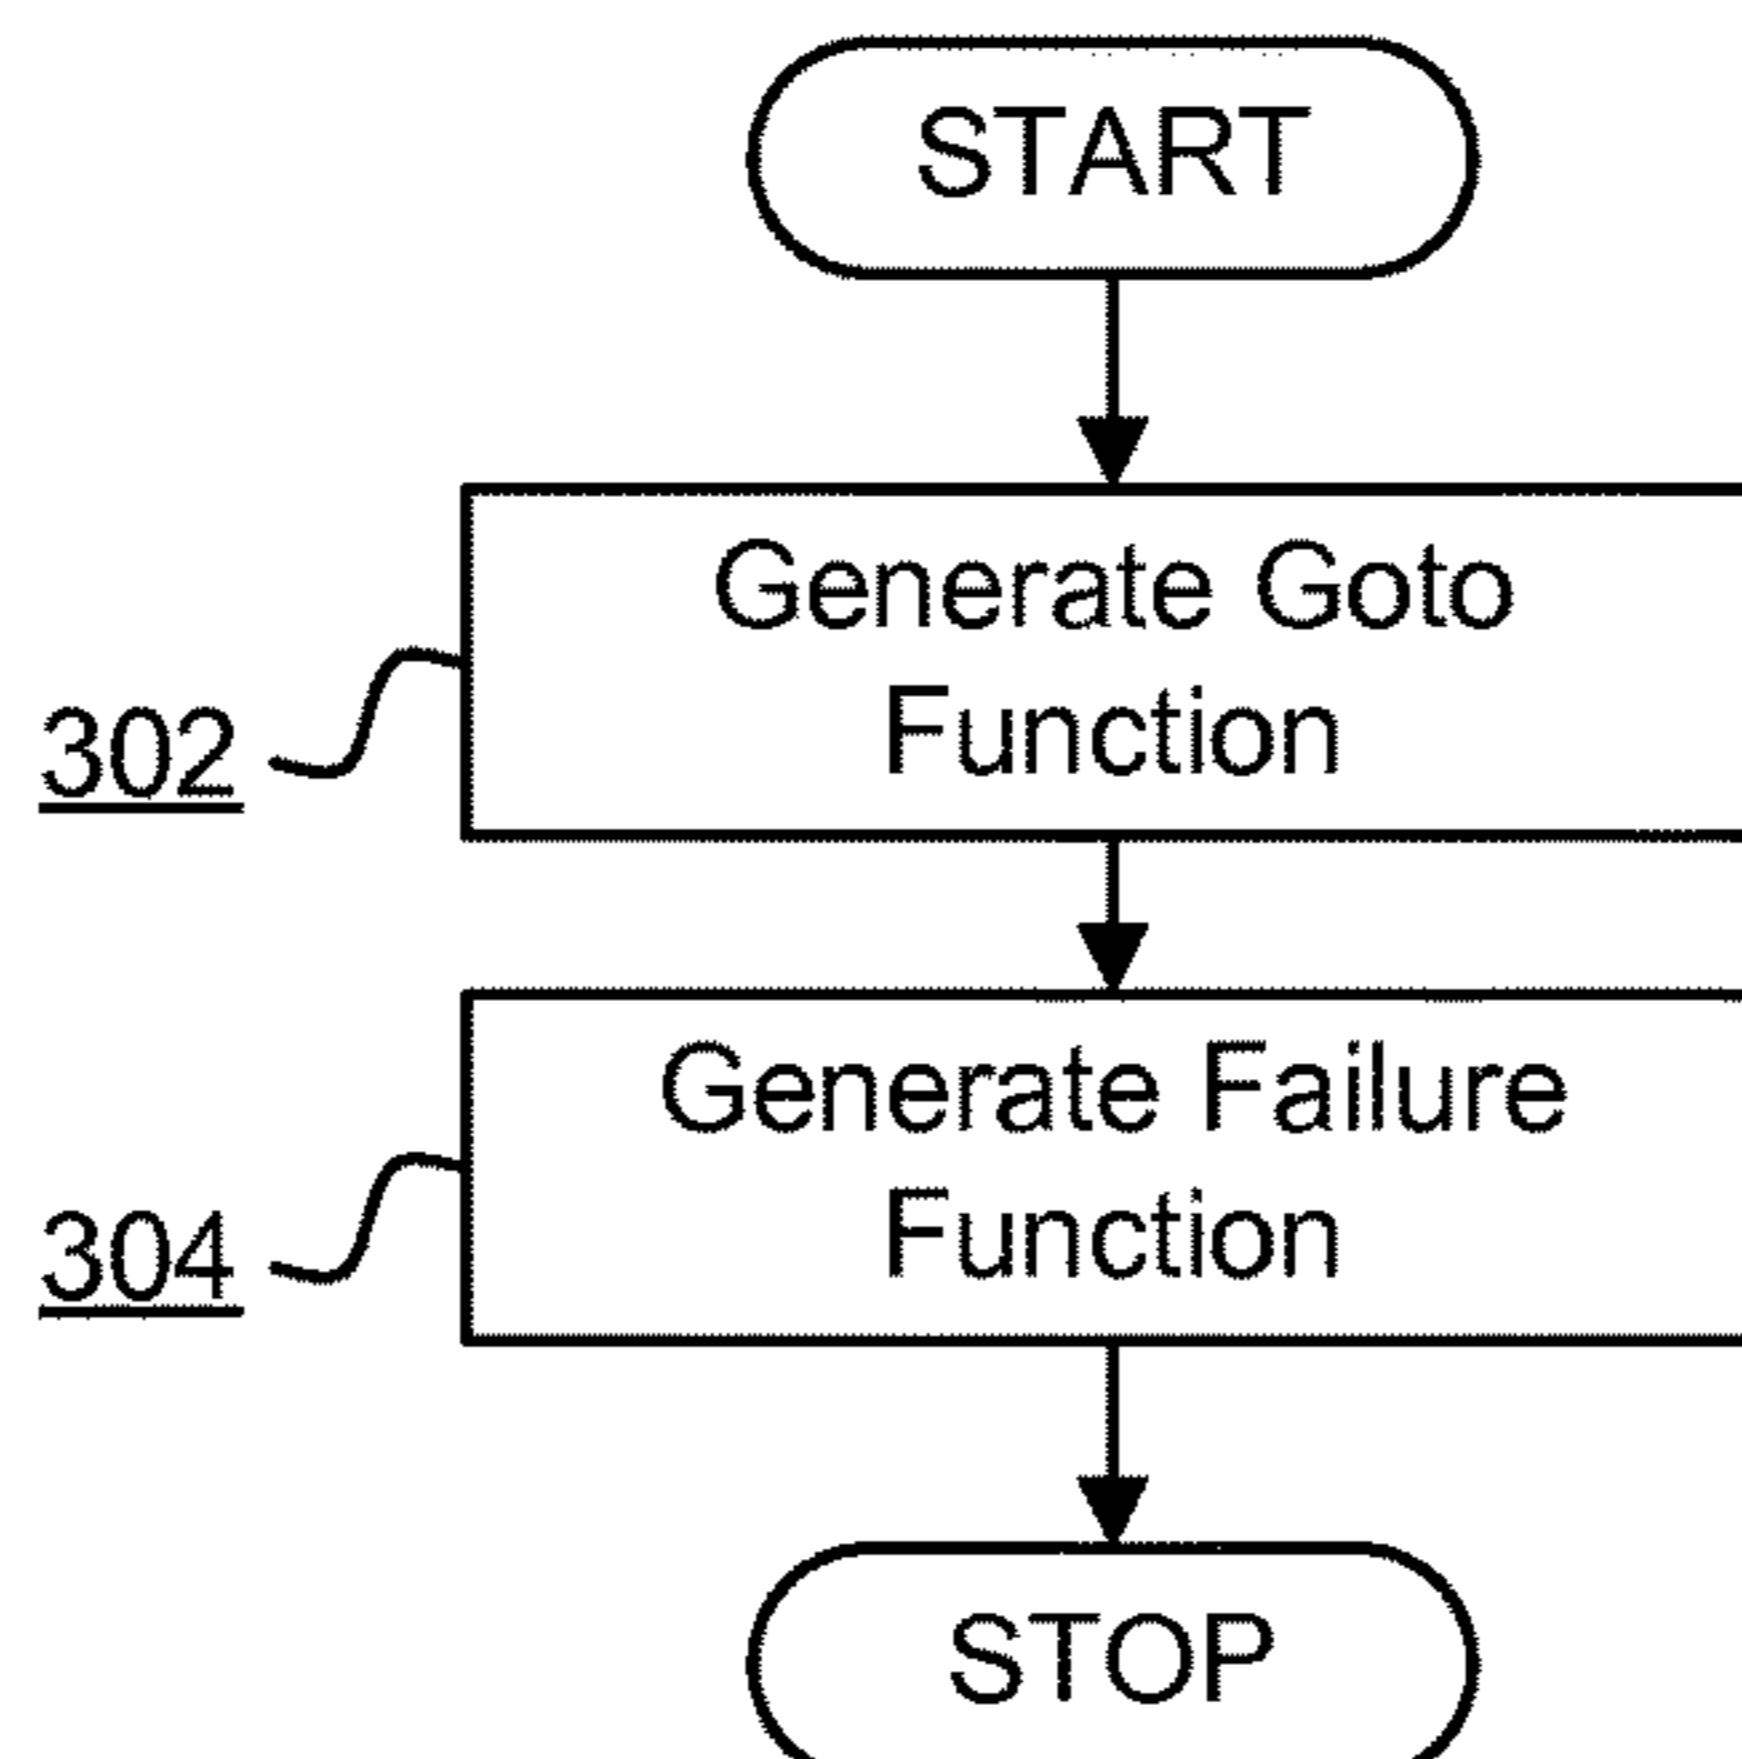 START
Generate Goto
Function
302
Generate Failure
Function
304
STOP